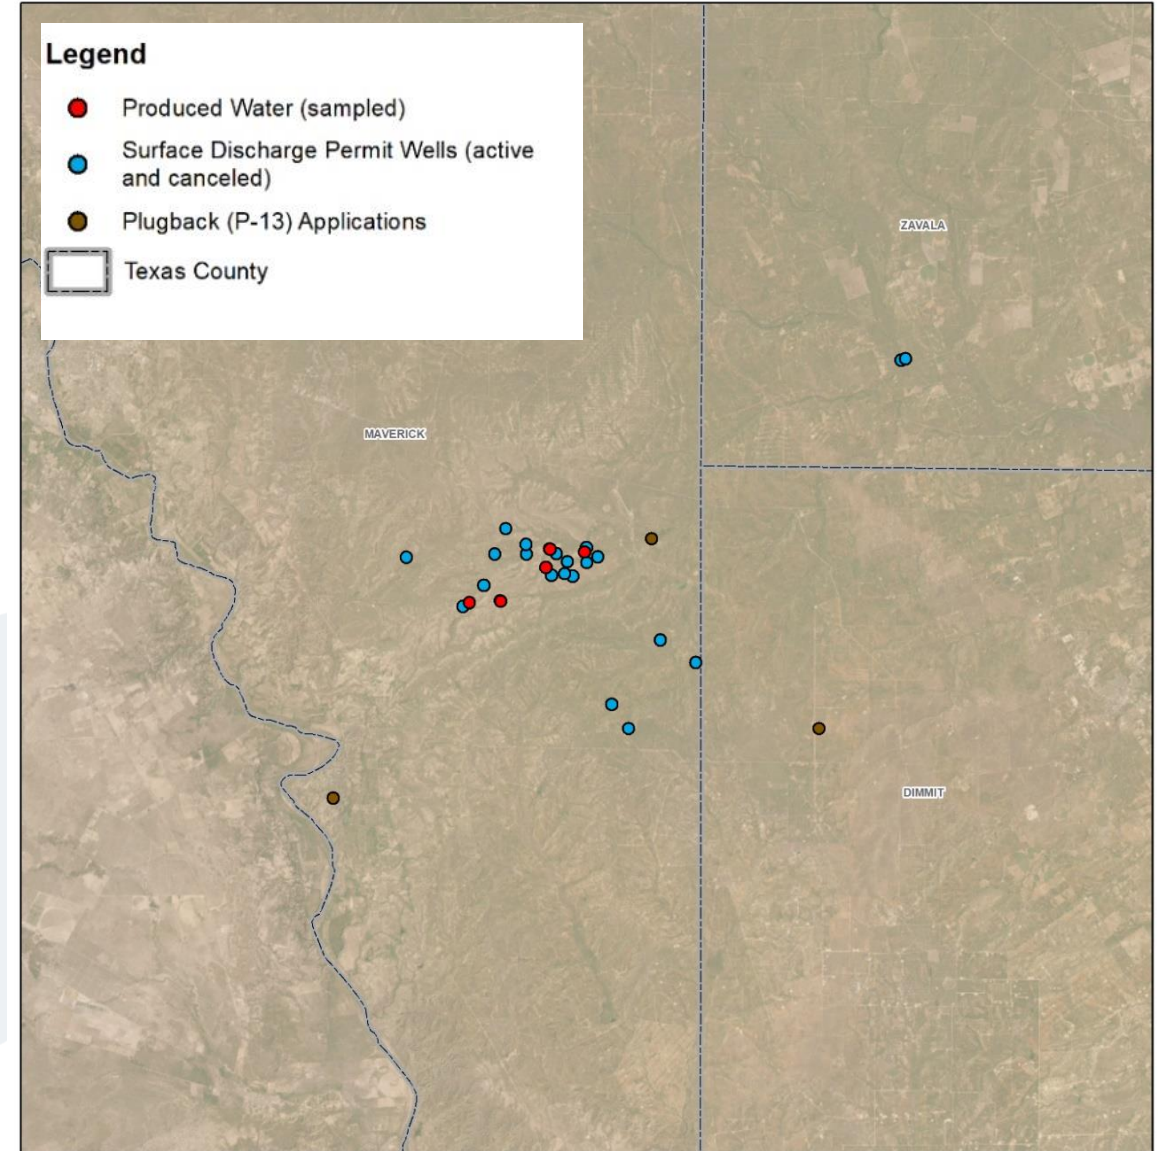 Legend
Produced Water (sampled)
Surface Discharge Permit Wells (active
and canceled)
Plugback (P-13) Applications
Texas County
ZAVALA
MAVERICK
DIMMIT